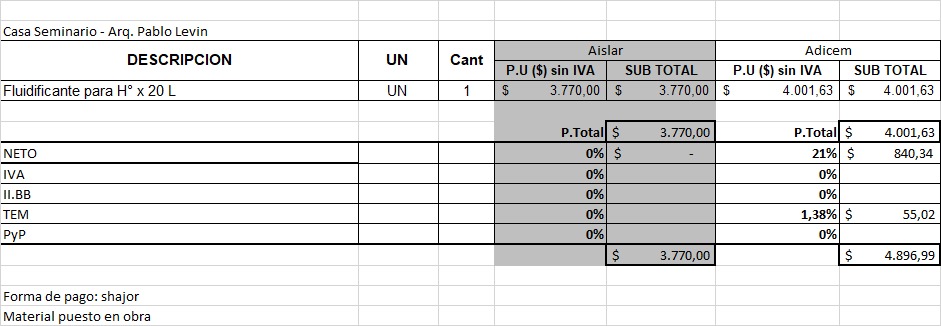 Casa Seminario - Arq. Pablo Levin
DESCRIPCION UN Cant Aislar Adicem
P.U ($) sin IVA SUB TOTAL P.U ($) sin IVA SUB TOTAL
Fluidificante para H° x 20 L UN 1 $ 3.770,00 $ 3.770,00 $ 4.001,63 $ 4.001,63
P.Total $ 3.770,00 P.Total $ 4.001,63
NETO 0% $ - 21% $ 840,34
IVA 0% 0%
II.BB 0% 0%
TEM 0% 1,38% $ 55,02
PyP 0% 0%
$ 3.770,00 $ 4.896,99
Forma de pago: shajor
Material puesto en obra